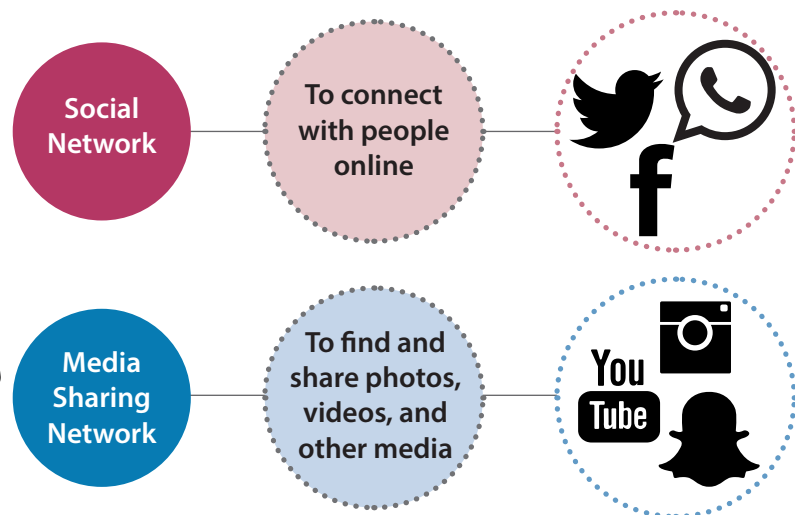 Social
Network
To connect
with people
online
f
Media
Sharing
Network
To find and
share photos,
videos, and
other media
You
Tube